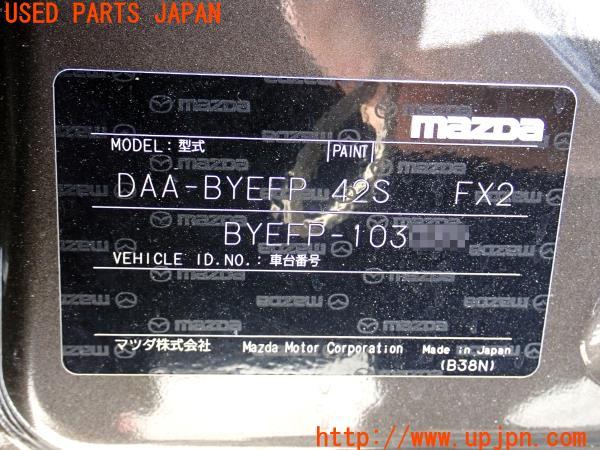 USED PARTS JAPAN
mazda
MODEL: 型式 PAINT
DAA-BYEFP 42S FX2
BYEFP-103
VEHICLE ID.NO.: 車台番号
マツダ株式会社 Mazda Motor Corporation Made in Japan
(B38N)
http://www.upjpn.com/